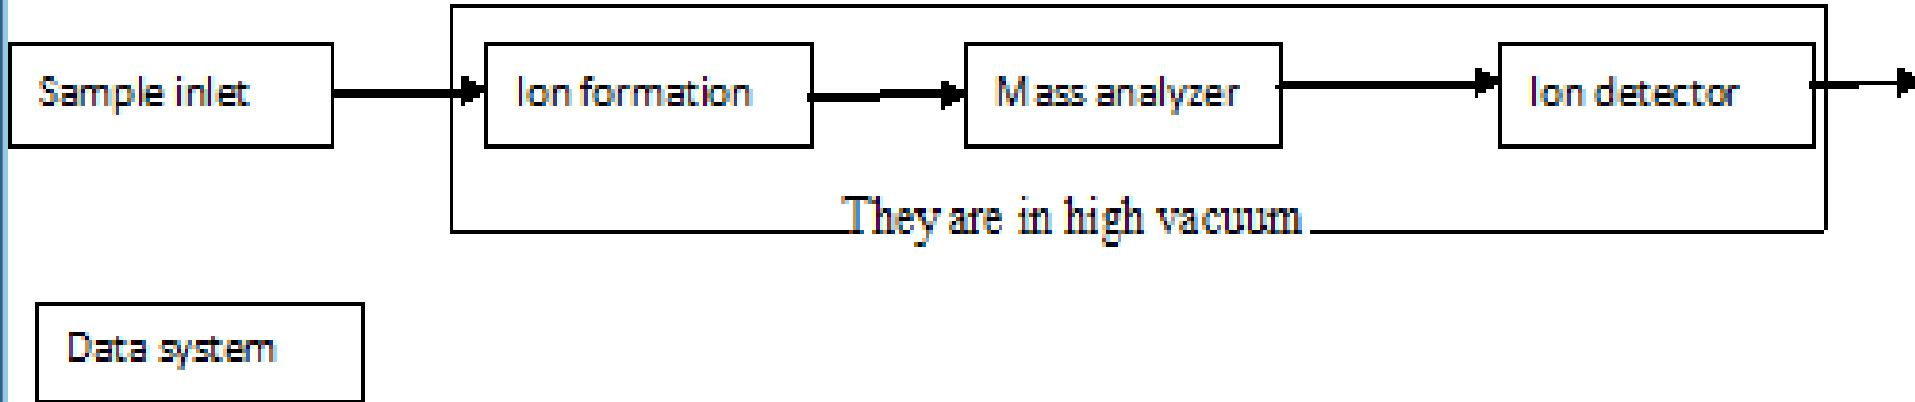 Sample inlet
Ion formation
Mass analyzer
Ion detector
They are in high vacuum
Data system